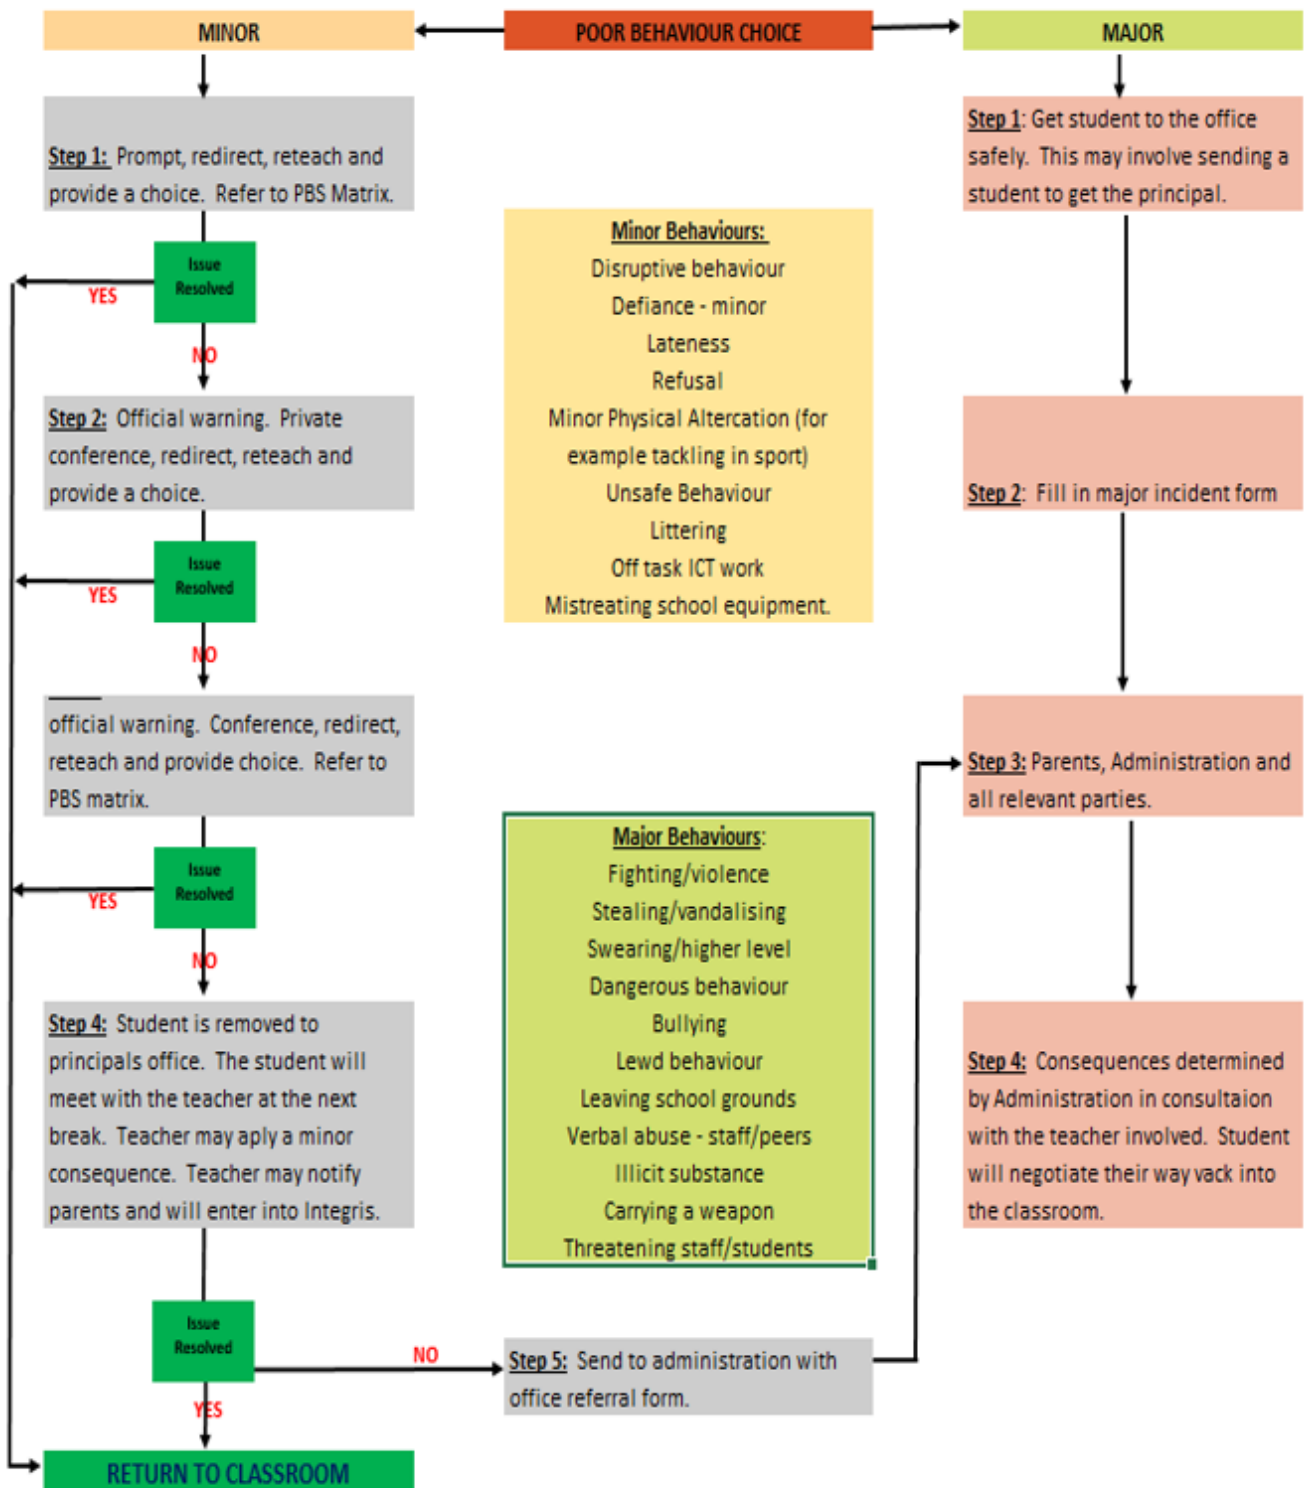 MINOR
POOR BEHAVIOUR CHOICE
MAJOR
Step 1: Prompt, redirect, reteach and
provide a choice. Refer to PBS Matrix.
Issue
Resolved
YES
NO
Step 2: Official warning. Private
conference, redirect, reteach and
provide a choice.
Issue
Resolved
YES
NO
official warning. Conference, redirect,
reteach and provide choice. Refer to
PBS matrix.
Issue
Resolved
YES
NO
Step 4: Student is removed to
principals office. The student will
meet with the teacher at the next
break. Teacher may aply a minor
consequence. Teacher may notify
parents and will enter into Integris.
Issue
Resolved
NO
YES
RETURN TO CLASSROOM
Minor Behaviours:
Disruptive behaviour
Defiance - minor
Lateness
Refusal
Minor Physical Altercation (for
example tackling in sport)
Unsafe Behaviour
Littering
Off task ICT work
Mistreating school equipment.
Major Behaviours:
Fighting/violence
Stealing/vandalising
Swearing/higher level
Dangerous behaviour
Bullying
Lewd behaviour
Leaving school grounds
Verbal abuse - staff/peers
Illicit substance
Carrying a weapon
Threatening staff/students
Step 5: Send to administration with
office referral form.
Step 1: Get student to the office
safely. This may involve sending a
student to get the principal.
Step 2: Fill in major incident form
Step 3: Parents, Administration and
all relevant parties.
Step 4: Consequences determined
by Administration in consultaion
with the teacher involved. Student
will negotiate their way vack into
the classroom.